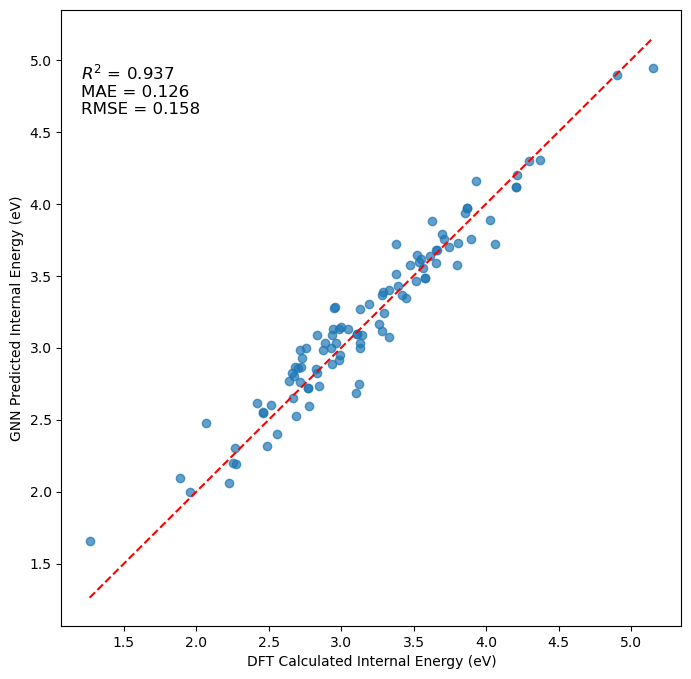 R² = 0.937
MAE = 0.126
RMSE = 0.158
GNN Predicted Internal Energy (eV)
5.0
4.5
4.0
3.5
3.0
2.5
2.0
1.5
1.5 2.0 2.5 3.0 3.5 4.0 4.5 5.0
DFT Calculated Internal Energy (eV)